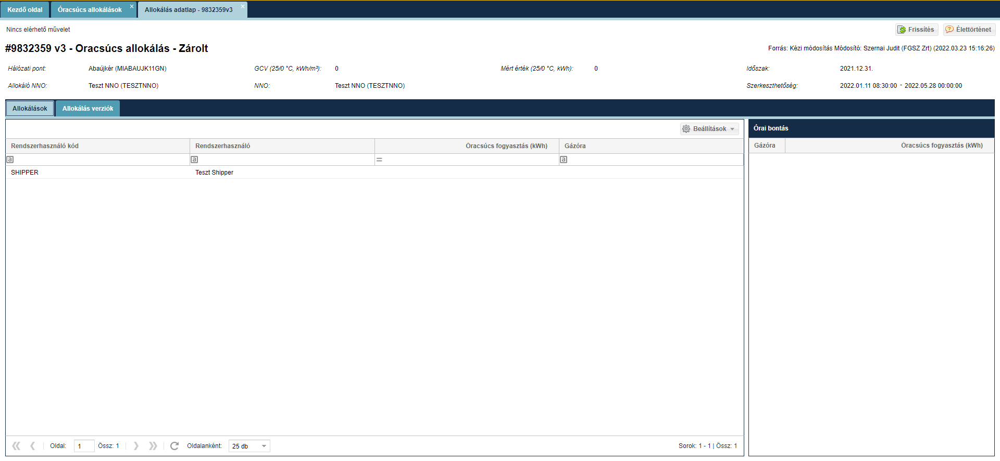 Kezdő oldal Óracsúcs allokálások Allokálás adatlap - 9832359v3
Nincs elérhető művelet Frissítés Élettörténet
#9832359 v3 - Oracsúcs allokálás - Zárolt Forrás: Kézi módosítás Módosító: Szernai Judit (FGSZ Zrt) (2022.03.23 15:16:26)
Hálózati pont: Abaújkér (MIABAUJK11GN) GCV (25/0 °C, kWh/m³): 0 Mért érték (25/0 °C, kWh): 0 Időszak: 2021.12.31.
Allokáló NNO: Teszt NNO (TESZTNNO) NNO: Teszt NNO (TESZTNNO) Szerkeszthetőség: 2022.01.11 08:30:00 - 2022.05.28 00:00:00
Allokálások Allokálás verziók
Beállítások Órai bontás
Rendszerhasználó kód Rendszerhasználó Óracsúcs fogyasztás (kWh) Gázóra Gázóra Óracsúcs fogyasztás (kWh)
SHIPPER Teszt Shipper
Oldal: 1 Össz: 1 Oldalanként: 25 db Sorok: 1 - 1 | Össz: 1